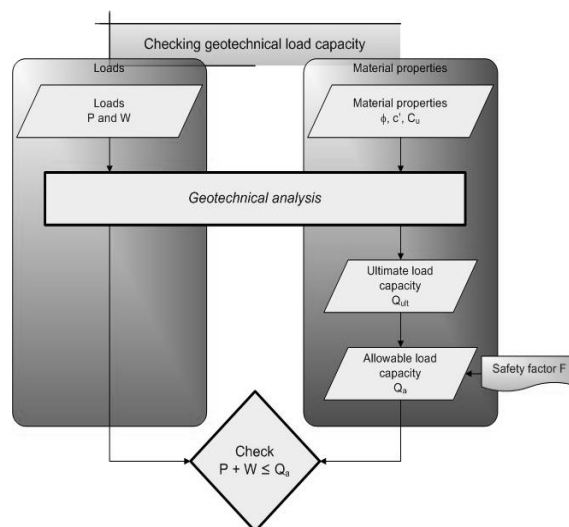 Checking geotechnical load capacity
Loads
Material properties
Loads
P and W
Material properties
ϕ, c', Cu
Geotechnical analysis
Ultimate load
capacity
Qult
Allowable load
capacity
Qa
Safety factor F
Check
P + W ≤ Qa